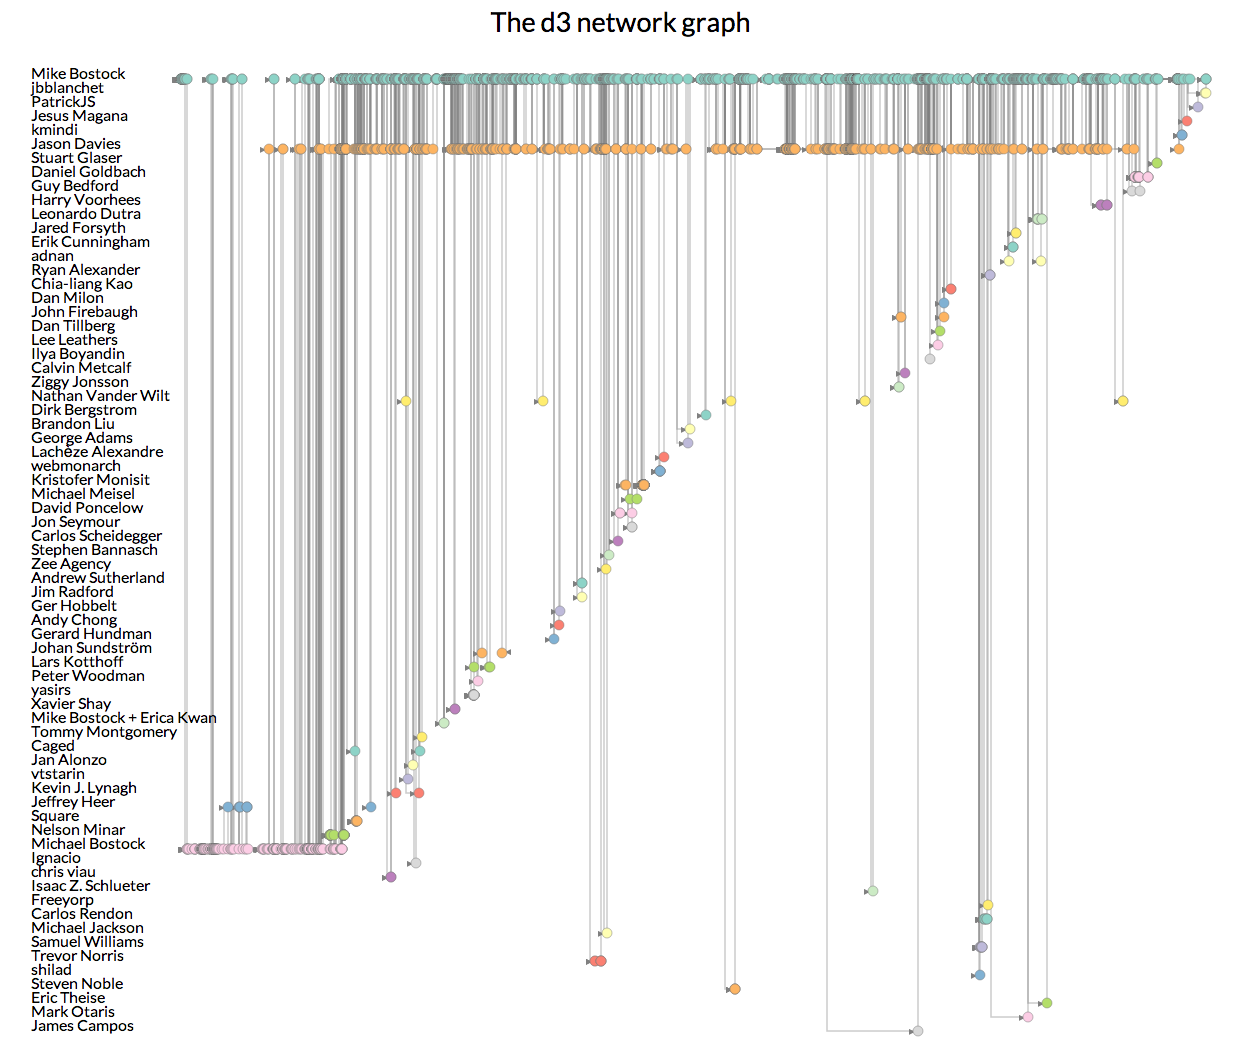 The d3 network graph
Mike Bostock
jbblanchet
PatrickJS
Jesus Magana
kmindi
Jason Davies
Stuart Glaser
Daniel Goldbach
Guy Bedford
Harry Voorhees
Leonardo Dutra
Jared Forsyth
Erik Cunningham
adnan
Ryan Alexander
Chia-liang Kao
Dan Milon
John Firebaugh
Dan Tillberg
Lee Leathers
Ilya Boyandin
Calvin Metcalf
Ziggy Jonsson
Nathan Vander Wilt
Dirk Bergstrom
Brandon Liu
George Adams
Lachèze Alexandre
webmonarch
Kristofer Monisit
Michael Meisel
David Poncelow
Jon Seymour
Carlos Scheidegger
Stephen Bannasch
Zee Agency
Andrew Sutherland
Jim Radford
Ger Hobbelt
Andy Chong
Gerard Hundman
Johan Sundström
Lars Kotthoff
Peter Woodman
yasirs
Xavier Shay
Mike Bostock + Erica Kwan
Tommy Montgomery
Caged
Jan Alonzo
vtstarin
Kevin J. Lynagh
Jeffrey Heer
Square
Nelson Minar
Michael Bostock
Ignacio
chris viau
Isaac Z. Schlueter
Freeyorp
Carlos Rendon
Michael Jackson
Samuel Williams
Trevor Norris
shilad
Steven Noble
Eric Theise
Mark Otaris
James Campos